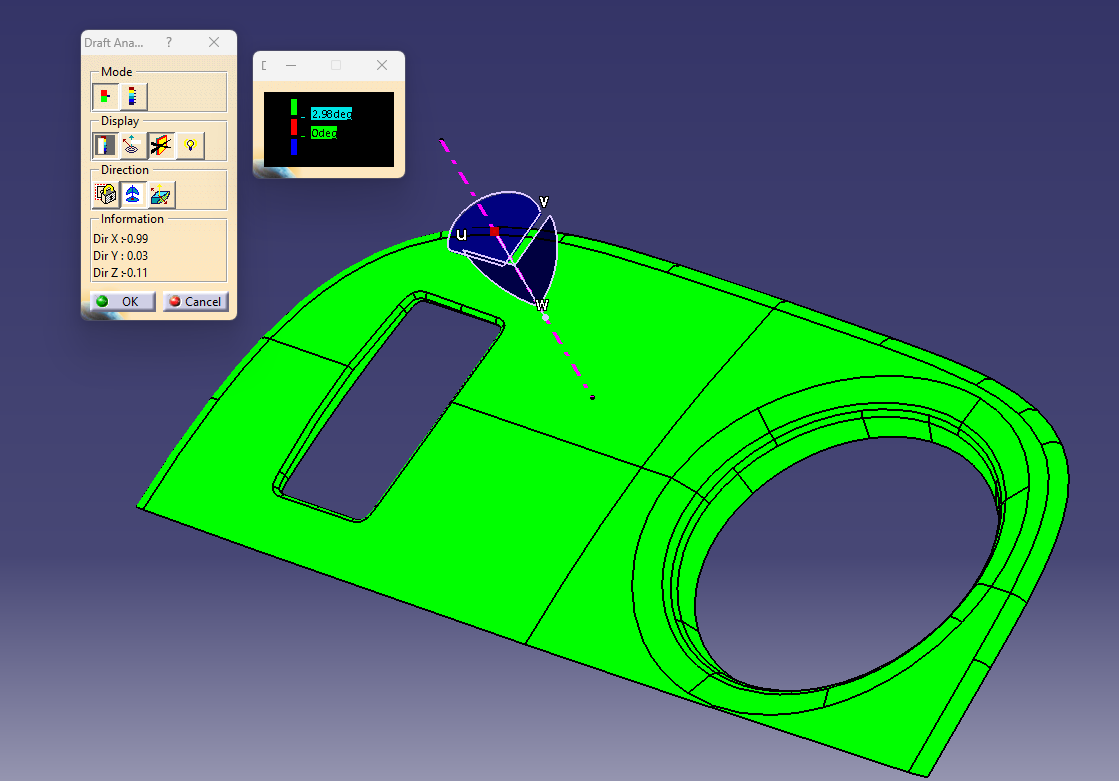 Draft Ana... ?
Mode
Display
Direction
Information
Dir X :-0.99
Dir Y : 0.03
Dir Z :-0.11
OK Cancel
2.98deg
0deg
v
u
w